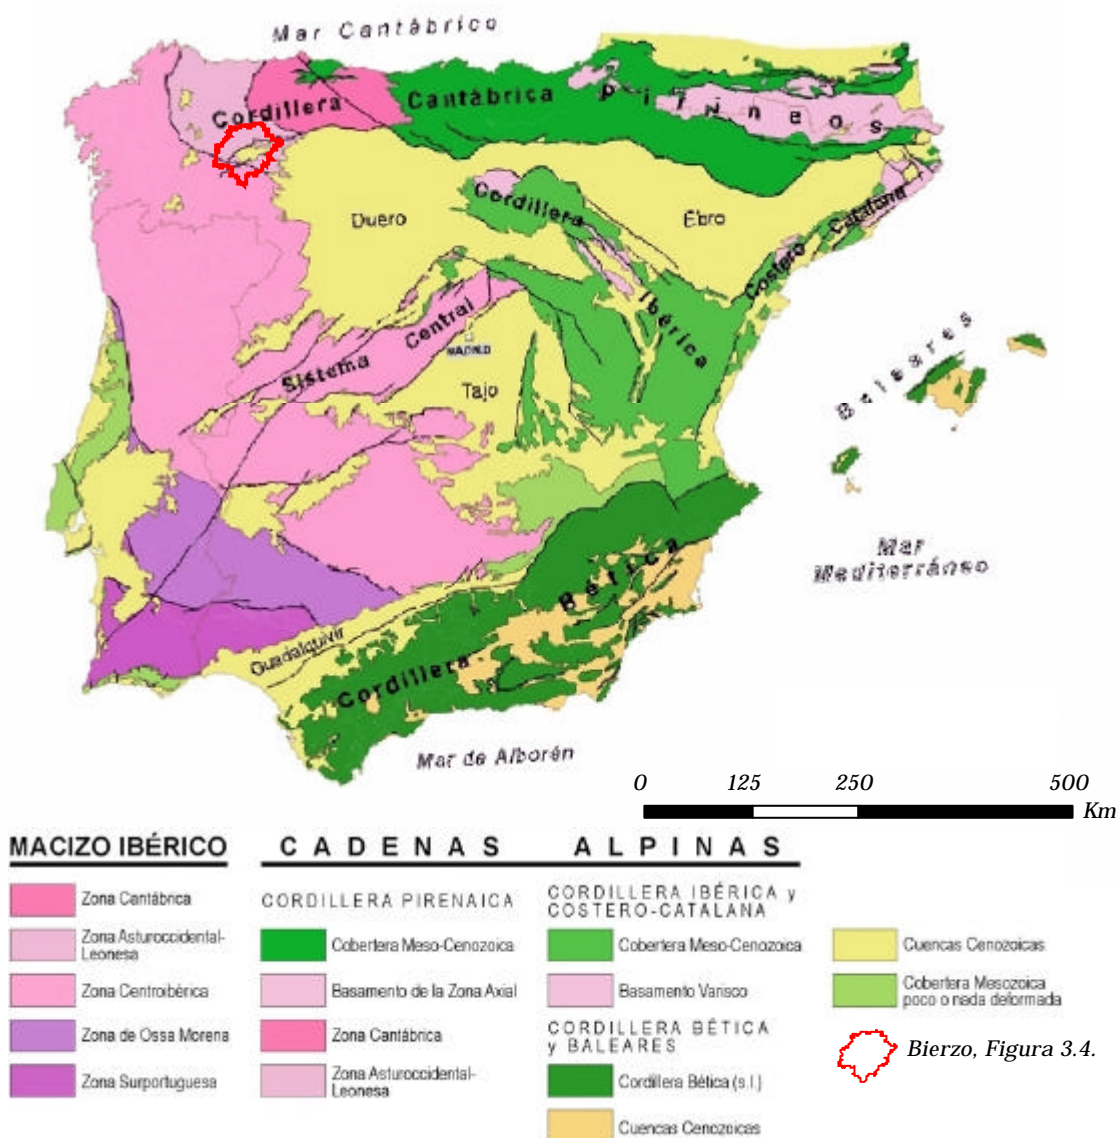 Mar Cantábrico
Cordillera Cantábrica Pirineos
Duero
Cordillera Ibérica
Ebro
Costero Catalana
Sistema Central
MADRID
Tajo
Baleares
Mar
Mediterráneo
Guadalquivir
Cordillera Bética
Mar de Alborán
0 125 250 500
Km
MACIZO IBÉRICO
Zona Cantábrica
Zona Asturoccidental-
Leonesa
Zona Centroibérica
Zona de Ossa Morena
Zona Surportuguesa
CADENAS ALPINAS
CORDILLERA PIRENAICA
Cobertera Meso-Cenozoica
Basamento de la Zona Axial
Zona Cantábrica
Zona Asturoccidental-
Leonesa
CORDILLERA IBÉRICA y
COSTERO-CATALANA
Cobertera Meso-Cenozoica
Basamento Varisco
CORDILLERA BÉTICA
y BALEARES
Cordillera Bética (s.l.)
Cuencas Cenozoicas
Cuencas Cenozoicas
Cobertera Mesozoica
poco o nada deformada
Bierzo, Figura 3.4.